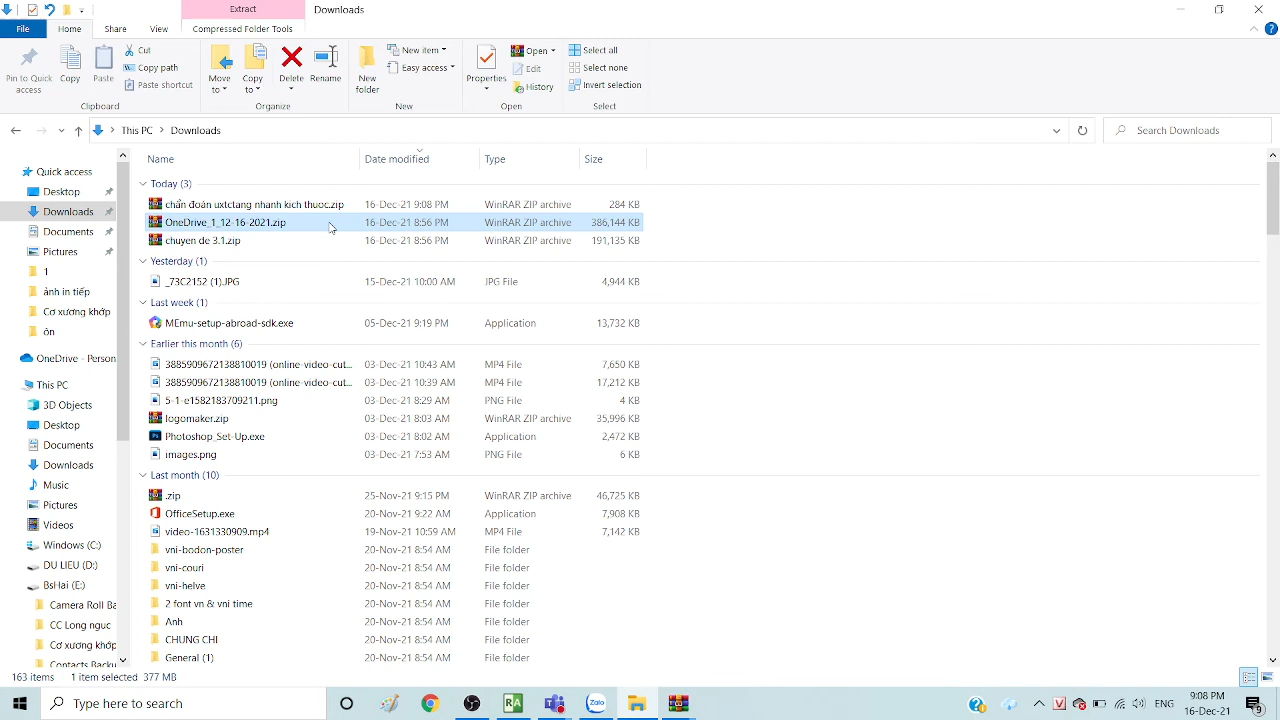 Extract
Downloads
File
Home
Share
View
Compressed Folder Tools
Pin to Quick access
Copy
Paste
Cut
Copy path
Paste shortcut
Clipboard
Move to
Copy to
Delete
Rename
Organize
New folder
New item
Easy access
New
Properties
Open
Edit
History
Open
Select all
Select none
Invert selection
Select
This PC
Downloads
Search Downloads
Quick access
Desktop
Downloads
Documents
Pictures
1
ảnh in tiếp
Cơ xương khớp
ôn
OneDrive - Person
This PC
3D Objects
Desktop
Documents
Downloads
Music
Pictures
Videos
Windows (C:)
DU LIEU (D:)
BsHai (E:)
Camera Roll Ba
CC Long nguc
Cơ xương khớp
Contacts Backu
Name Date modified Type Size
Today (3)
chẩn đoán uxtctang nhanh kich thuoc.zip 16-Dec-21 9:08 PM WinRAR ZIP archive 284 KB
OneDrive_1_12-16-2021.zip 16-Dec-21 8:56 PM WinRAR ZIP archive 386,144 KB
chuyen de 3.1.zip 16-Dec-21 8:56 PM WinRAR ZIP archive 191,135 KB
Yesterday (1)
_73C2152 (1).JPG 15-Dec-21 10:00 AM JPG File 4,944 KB
Last week (1)
MEmu-setup-abroad-sdk.exe 05-Dec-21 9:19 PM Application 13,732 KB
Earlier this month (6)
3885909672138810019 (online-video-cut... 03-Dec-21 10:43 AM MP4 File 7,650 KB
3885909672138810019 (online-video-cut... 03-Dec-21 10:39 AM MP4 File 17,212 KB
5-1-e1582183709211.png 03-Dec-21 8:29 AM PNG File 4 KB
logomaker.zip 03-Dec-21 8:03 AM WinRAR ZIP archive 35,996 KB
Photoshop_Set-Up.exe 03-Dec-21 8:02 AM Application 2,472 KB
images.png 03-Dec-21 7:53 AM PNG File 6 KB
Last month (10)
.zip 25-Nov-21 9:15 PM WinRAR ZIP archive 46,725 KB
OfficeSetup.exe 20-Nov-21 9:22 AM Application 7,908 KB
video-1631330909.mp4 19-Nov-21 10:59 AM MP4 File 7,142 KB
vni-bodon-poster 20-Nov-21 8:54 AM File folder
vni-couri 20-Nov-21 8:54 AM File folder
vni-helve 20-Nov-21 8:54 AM File folder
2 font vn & vni time 20-Nov-21 8:54 AM File folder
Anh 20-Nov-21 8:54 AM File folder
CHUNG CHI 20-Nov-21 8:54 AM File folder
General (1) 20-Nov-21 8:54 AM File folder
163 items 1 item selected 377 MB
Type here to search
Zalo
ENG
9:08 PM
16-Dec-21